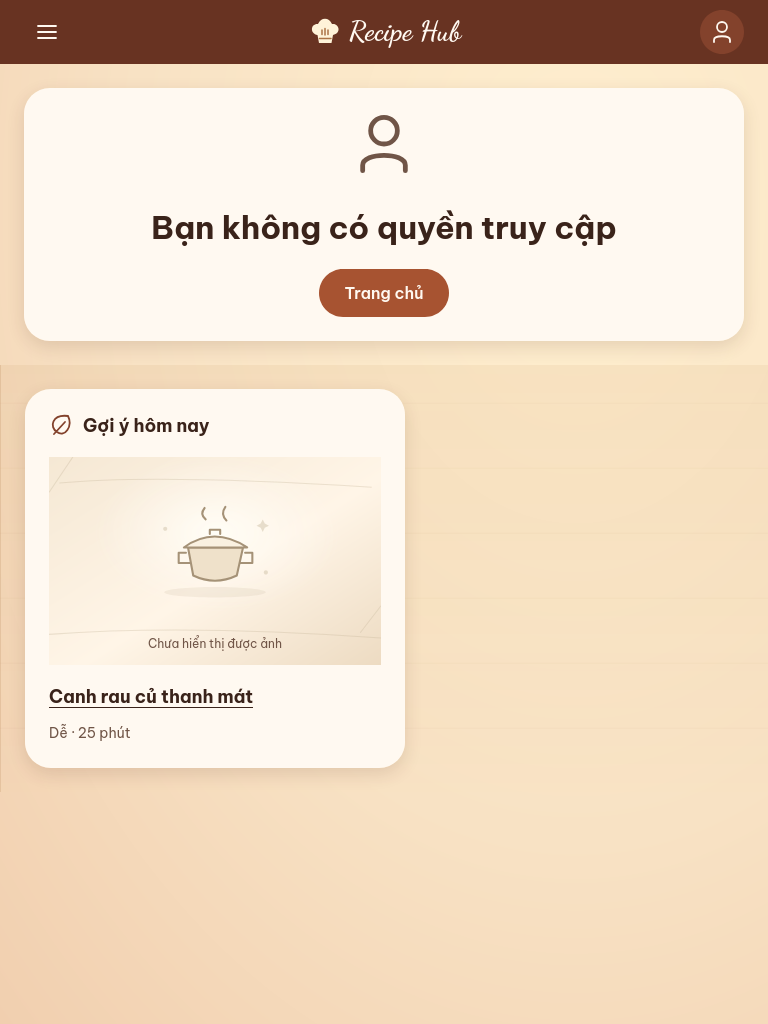 Recipe Hub
Bạn không có quyền truy cập
Trang chủ
Gợi ý hôm nay
Chưa hiển thị được ảnh
Canh rau củ thanh mát
Dễ · 25 phút